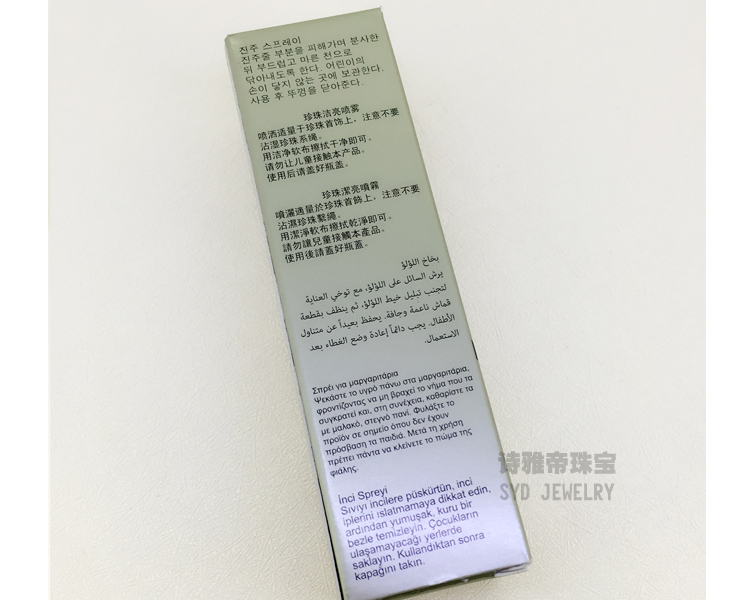 진주 스프레이
진주줄 부분을 피해가며 분사한
뒤 부드럽고 마른 천으로
닦아내도록 한다. 어린이의
손이 닿지 않는 곳에 보관한다.
사용 후 뚜껑을 닫아준다.
珍珠洁亮喷雾
喷洒适量于珍珠首饰上，注意不要
沾湿珍珠系绳。
用洁净软布擦拭干净即可。
请勿让儿童接触本产品。
使用后请盖好瓶盖。
珍珠潔亮噴霧
噴灑適量於珍珠首飾上，注意不要
沾濕珍珠繫繩。
用潔淨軟布擦拭乾淨即可。
請勿讓兒童接觸本產品。
使用後請蓋好瓶蓋。
بخاخ اللؤلؤ
يرش السائل على اللؤلؤ، مع توخي العناية
لتجنب تبليل خيط اللؤلؤ، ثم ينظف بقطعة
قماش ناعمة وجافة. يحفظ بعيداً عن متناول
الأطفال. يجب دائماً إعادة وضع الغطاء بعد
الاستعمال.
Σπρέι για μαργαριτάρια
Ψεκάστε το υγρό πάνω στα μαργαριτάρια,
φροντίζοντας να μη βραχεί το νήμα που τα
συγκρατεί και, στη συνέχεια, καθαρίστε τα
με μαλακό, στεγνό πανί. Φυλάξτε το
προϊόν σε σημείο όπου δεν έχουν
πρόσβαση τα παιδιά. Μετά τη χρήση
πρέπει πάντα να κλείνετε το πώμα της
φιάλης.
İnci Spreyi
Sıvıyı incilere püskürtün, inci
iplerini ıslatmamaya dikkat edin,
ardından yumuşak, kuru bir
bezle temizleyin. Çocukların
ulaşamayacağı yerlerde
saklayın. Kullandıktan sonra
kapağını takın.
诗雅帝珠宝
SYD JEWELRY